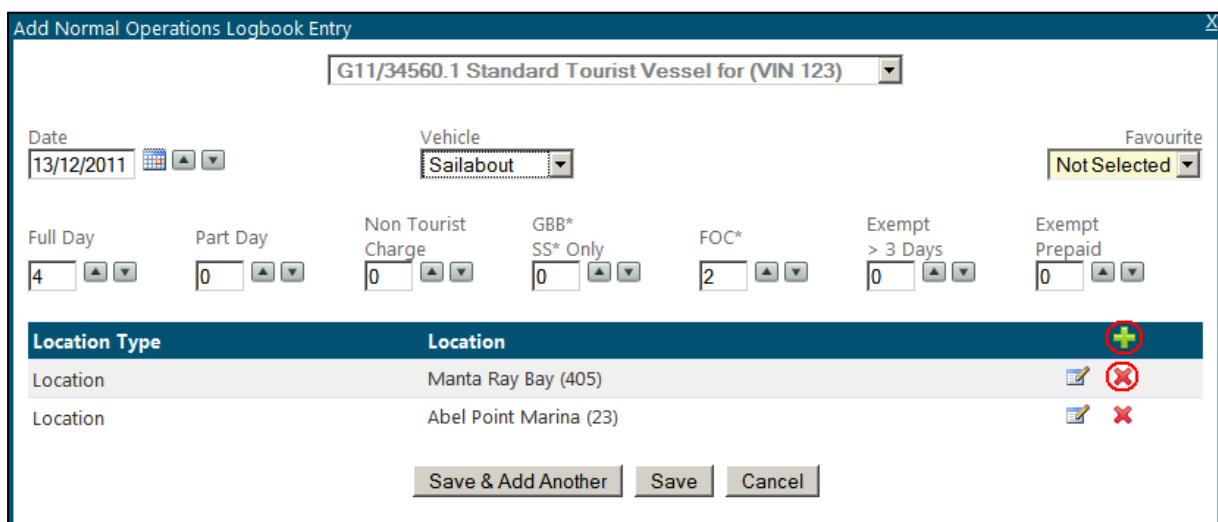 Add Normal Operations Logbook Entry X
G11/34560.1 Standard Tourist Vessel for (VIN 123)
Date Vehicle Favourite
13/12/2011 Sailabout Not Selected
Full Day Part Day Non Tourist Charge GBB* SS* Only FOC* Exempt > 3 Days Exempt Prepaid
4 0 0 0 2 0 0
Location Type Location
Location Manta Ray Bay (405)
Location Abel Point Marina (23)
Save & Add Another Save Cancel